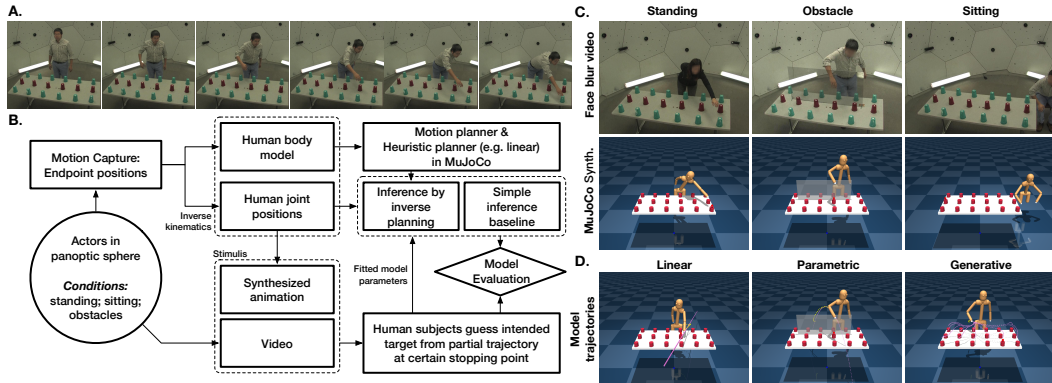 A.
B.
Motion Capture:
Endpoint positions
Human body
model
Motion planner &
Heuristic planner (e.g. linear)
in MuJoCo
Human joint
positions
Inference by
inverse
planning
Simple
inference
baseline
Inverse
kinematics
Actors in
panoptic sphere
Conditions:
standing; sitting;
obstacles
Stimulis
Synthesized
animation
Video
Fitted model
parameters
Model
Evaluation
Human subjects guess intended
target from partial trajectory
at certain stopping point
C.
Standing
Obstacle
Sitting
Face blur video
MuJoCo Synth.
D.
Linear
Parametric
Generative
Model
trajectories